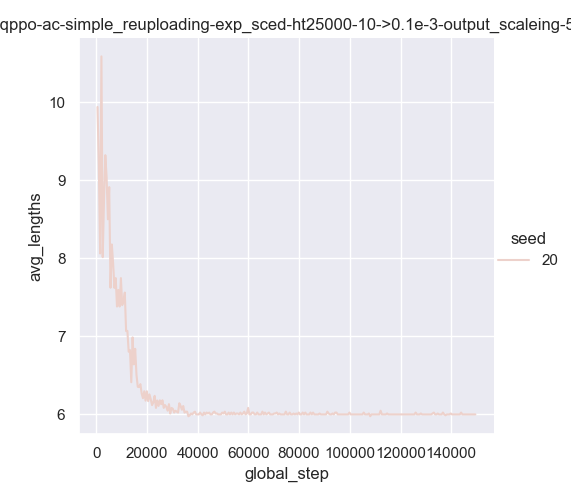 qppo-ac-simple_reuploading-exp_sced-ht25000-10->0.1e-3-output_scaleing-5
10
9
8
7
6
avg_lengths
0 20000 40000 60000 80000 100000 120000 140000
global_step
seed
20